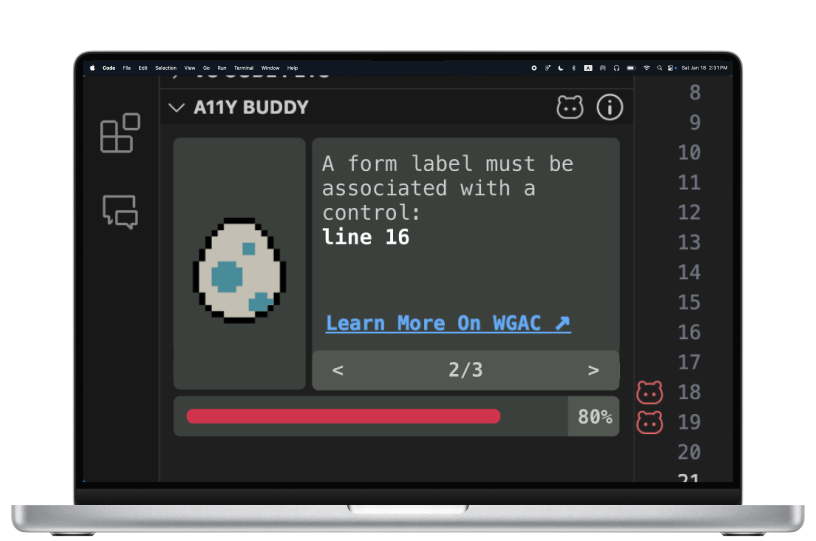 Code File Edit Selection View Go Run Terminal Window Help Sat Jan 18 2:31 PM
A11Y BUDDY
A form label must be
associated with a
control:
line 16
Learn More On WGAC ↗
< 2/3 >
80%
8
9
10
11
12
13
14
15
16
17
18
19
20
21